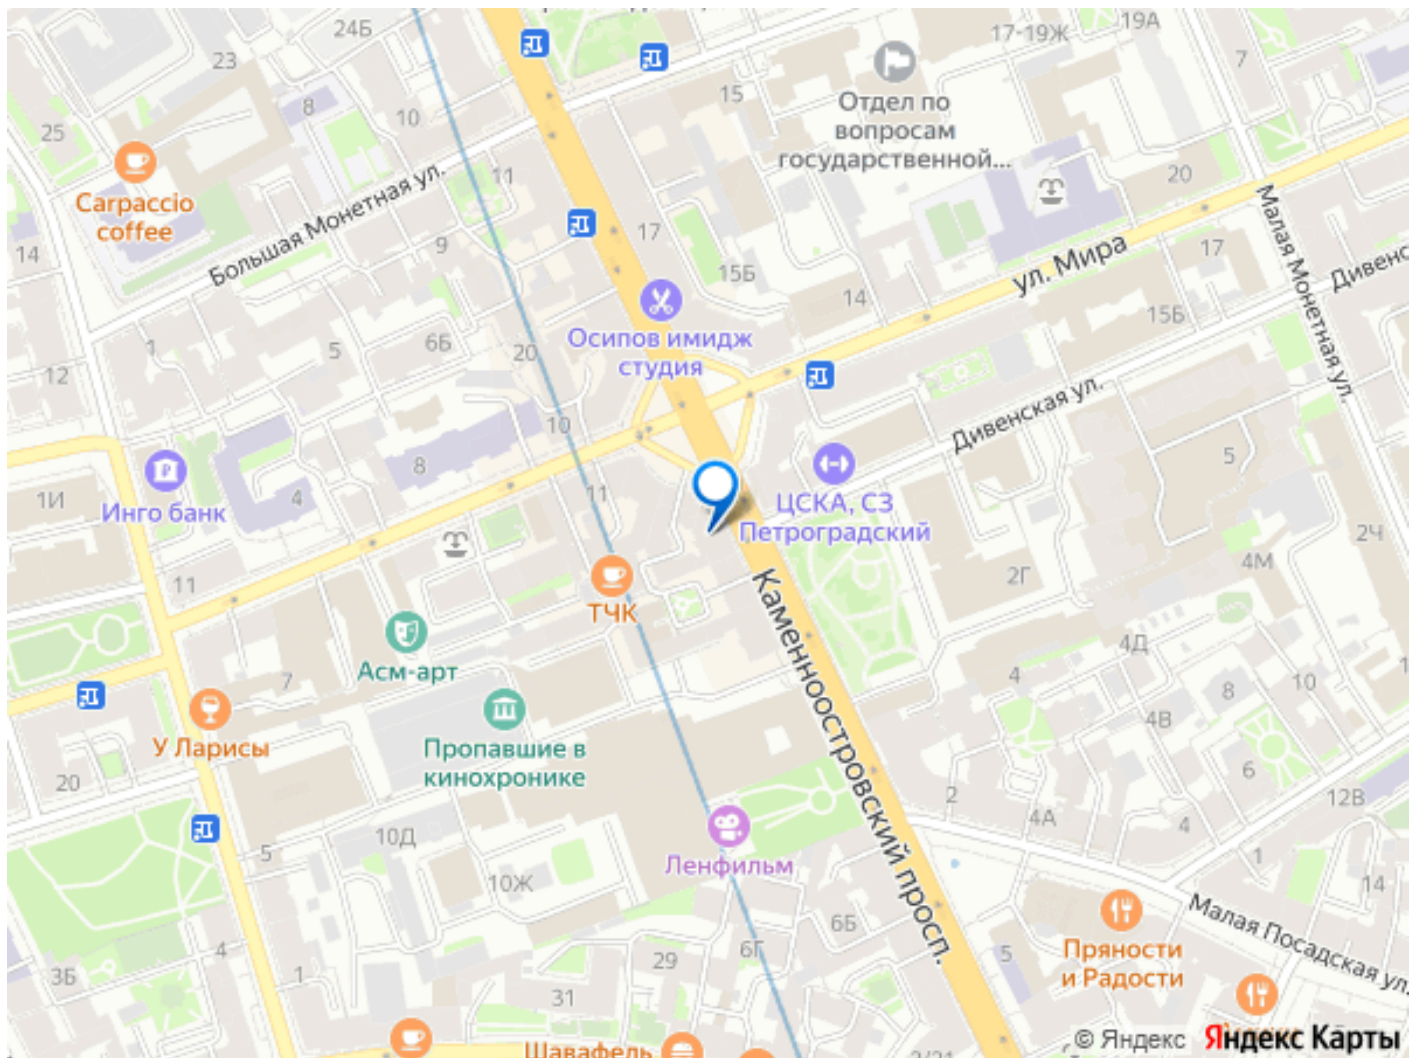 24Б
19А
17-19Ж
23
7
15
8
10
Отдел по
вопросам
государственной...
25
Carpaccio
coffee
11
20
Большая Монетная ул.
9
17
ул. Мира
17
Малая Монетная ул.
Дивенс
14
15Б
14
15Б
Осипов имидж
студия
1
5
6Б
20
12
Дивенская ул.
10
8
5
1И
4
Инго банк
11
ЦСКА, СЗ
Петроградский
2Ч
4М
2Г
11
ТЧК
Каменноостровский просп.
Асм-арт
4Д
4
7
8
10
4В
У Ларисы
Пропавшие в
кинохронике
6
20
2
4А
4
12В
10Д
Ленфильм
5
1
14
10Ж
Малая Посадская ул.
6Б
Пряности
и Радости
4
6Г
5
29
3Б
1
31
Шавафель
© Яндекс
Яндекс Карты